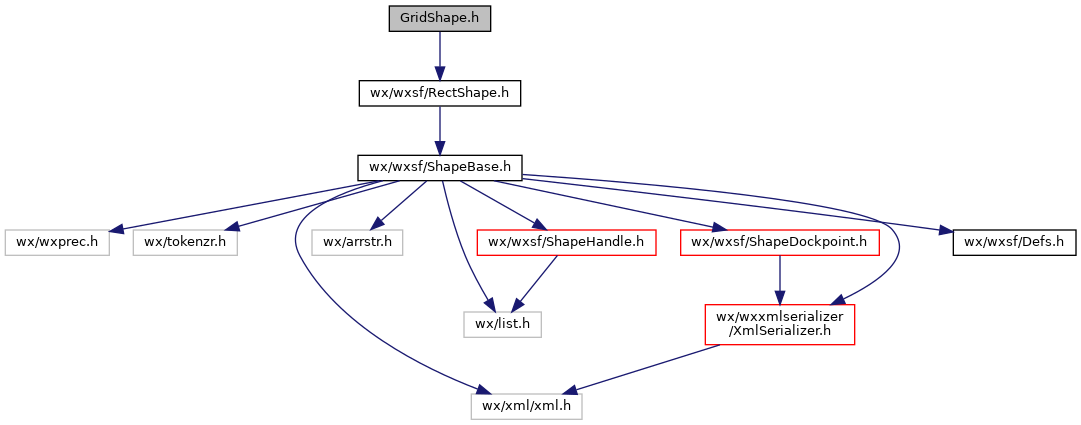 GridShape.h
wx/wxsf/RectShape.h
wx/wxsf/ShapeBase.h
wx/wxprec.h
wx/tokenzr.h
wx/arrstr.h
wx/wxsf/ShapeHandle.h
wx/wxsf/ShapeDockpoint.h
wx/wxsf/Defs.h
wx/list.h
wx/wxxmlserializer
/XmlSerializer.h
wx/xml/xml.h